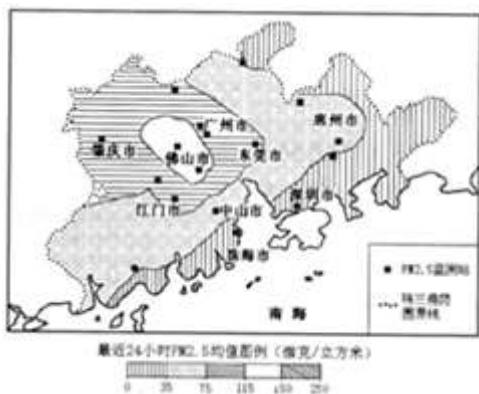 广州市
惠州市
肇庆市
佛山市
东莞市
深圳市
江门市
中山市
珠海市
PM2.5监测站
珠三角范围界线
南海
最近24小时PM2.5均值图例（微克/立方米）
0 35 75 115 150 250